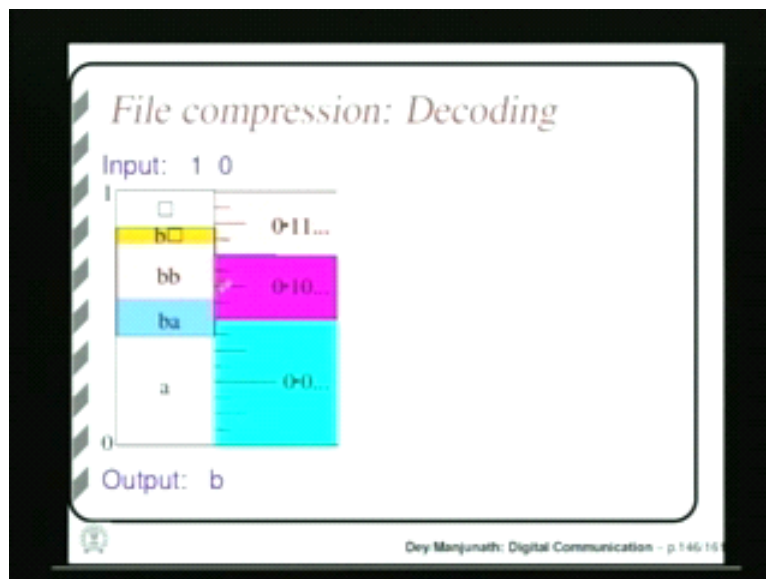 File compression: Decoding
Input: 1 0
1
□
b□
bb
ba
a
0
0·11...
0·10...
0·0...
Output: b
Dey/Manjunath: Digital Communication – p.146/161